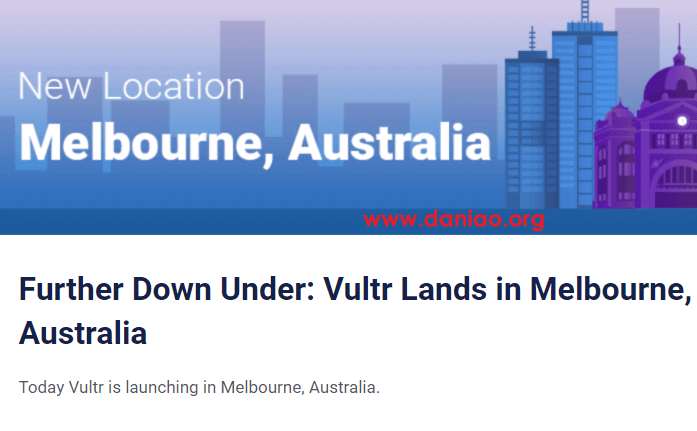 New Location
Melbourne, Australia
www.daniao.org
Further Down Under: Vultr Lands in Melbourne,
Australia
Today Vultr is launching in Melbourne, Australia.